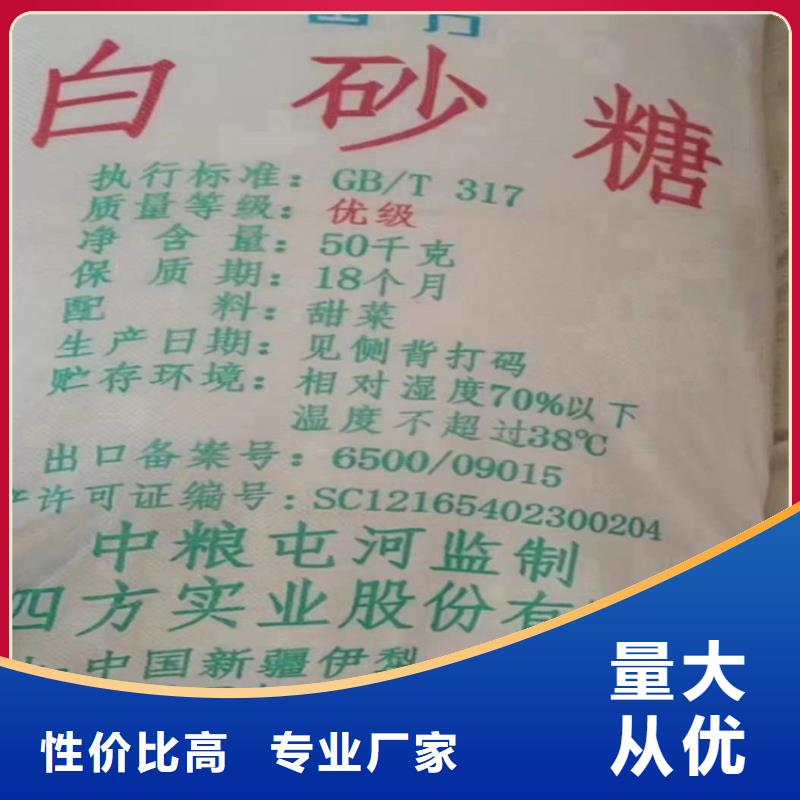 白砂糖
执行标准：GB/T 317
质量等级：优级
净含量：50千克
保质期：18个月
配料：甜菜
生产日期：见侧背打码
贮存环境：相对湿度70%以下
温度不超过38℃
出口备案号：6500/09015
许可证编号：SC12165402300204
中粮屯河监制
四方实业股份有
中国新疆伊犁
量大
从优
性价比高 专业厂家